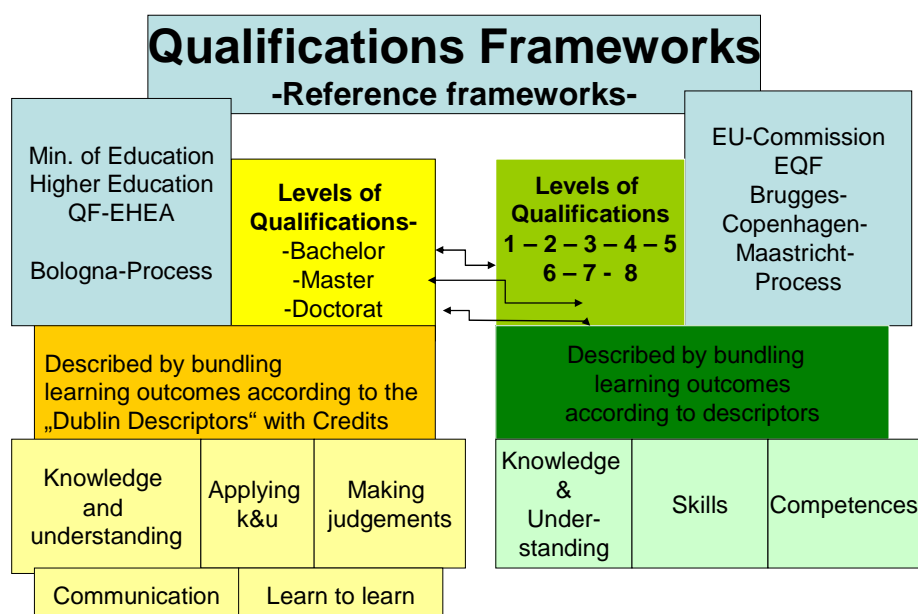 Qualifications Frameworks
-Reference frameworks-
Min. of Education
Higher Education
QF-EHEA
Bologna-Process
Levels of
Qualifications-
-Bachelor
-Master
-Doctorat
Levels of
Qualifications
1 – 2 – 3 – 4 – 5
6 – 7 - 8
EU-Commission
EQF
Brugges-
Copenhagen-
Maastricht-
Process
Described by bundling
learning outcomes according to the
„Dublin Descriptors“ with Credits
Described by bundling
learning outcomes
according to descriptors
Knowledge
and
understanding
Applying
k&u
Making
judgements
Communication
Learn to learn
Knowledge
&
Under-
standing
Skills
Competences